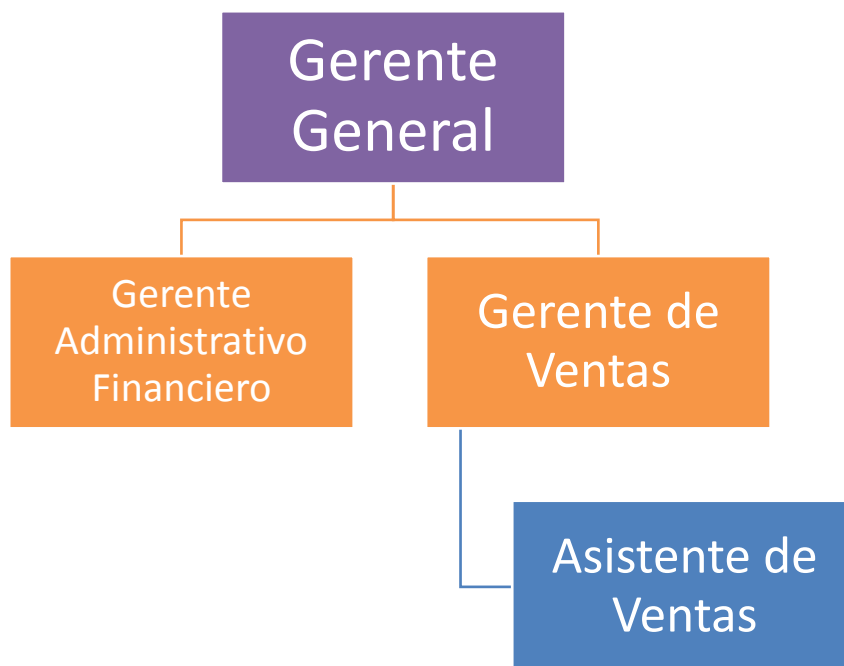 Gerente
General
Gerente
Administrativo
Financiero
Gerente de
Ventas
Asistente de
Ventas